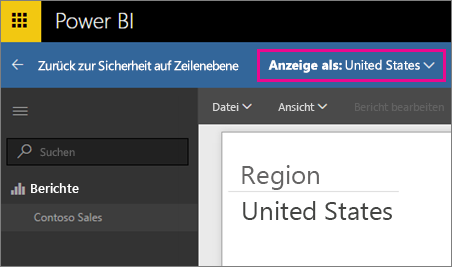 Power BI
Zurück zur Sicherheit auf Zeilenebene
Anzeige als: United States
Datei
Ansicht
Bericht bearbeiten
Suchen
Berichte
Contoso Sales
Region
United States